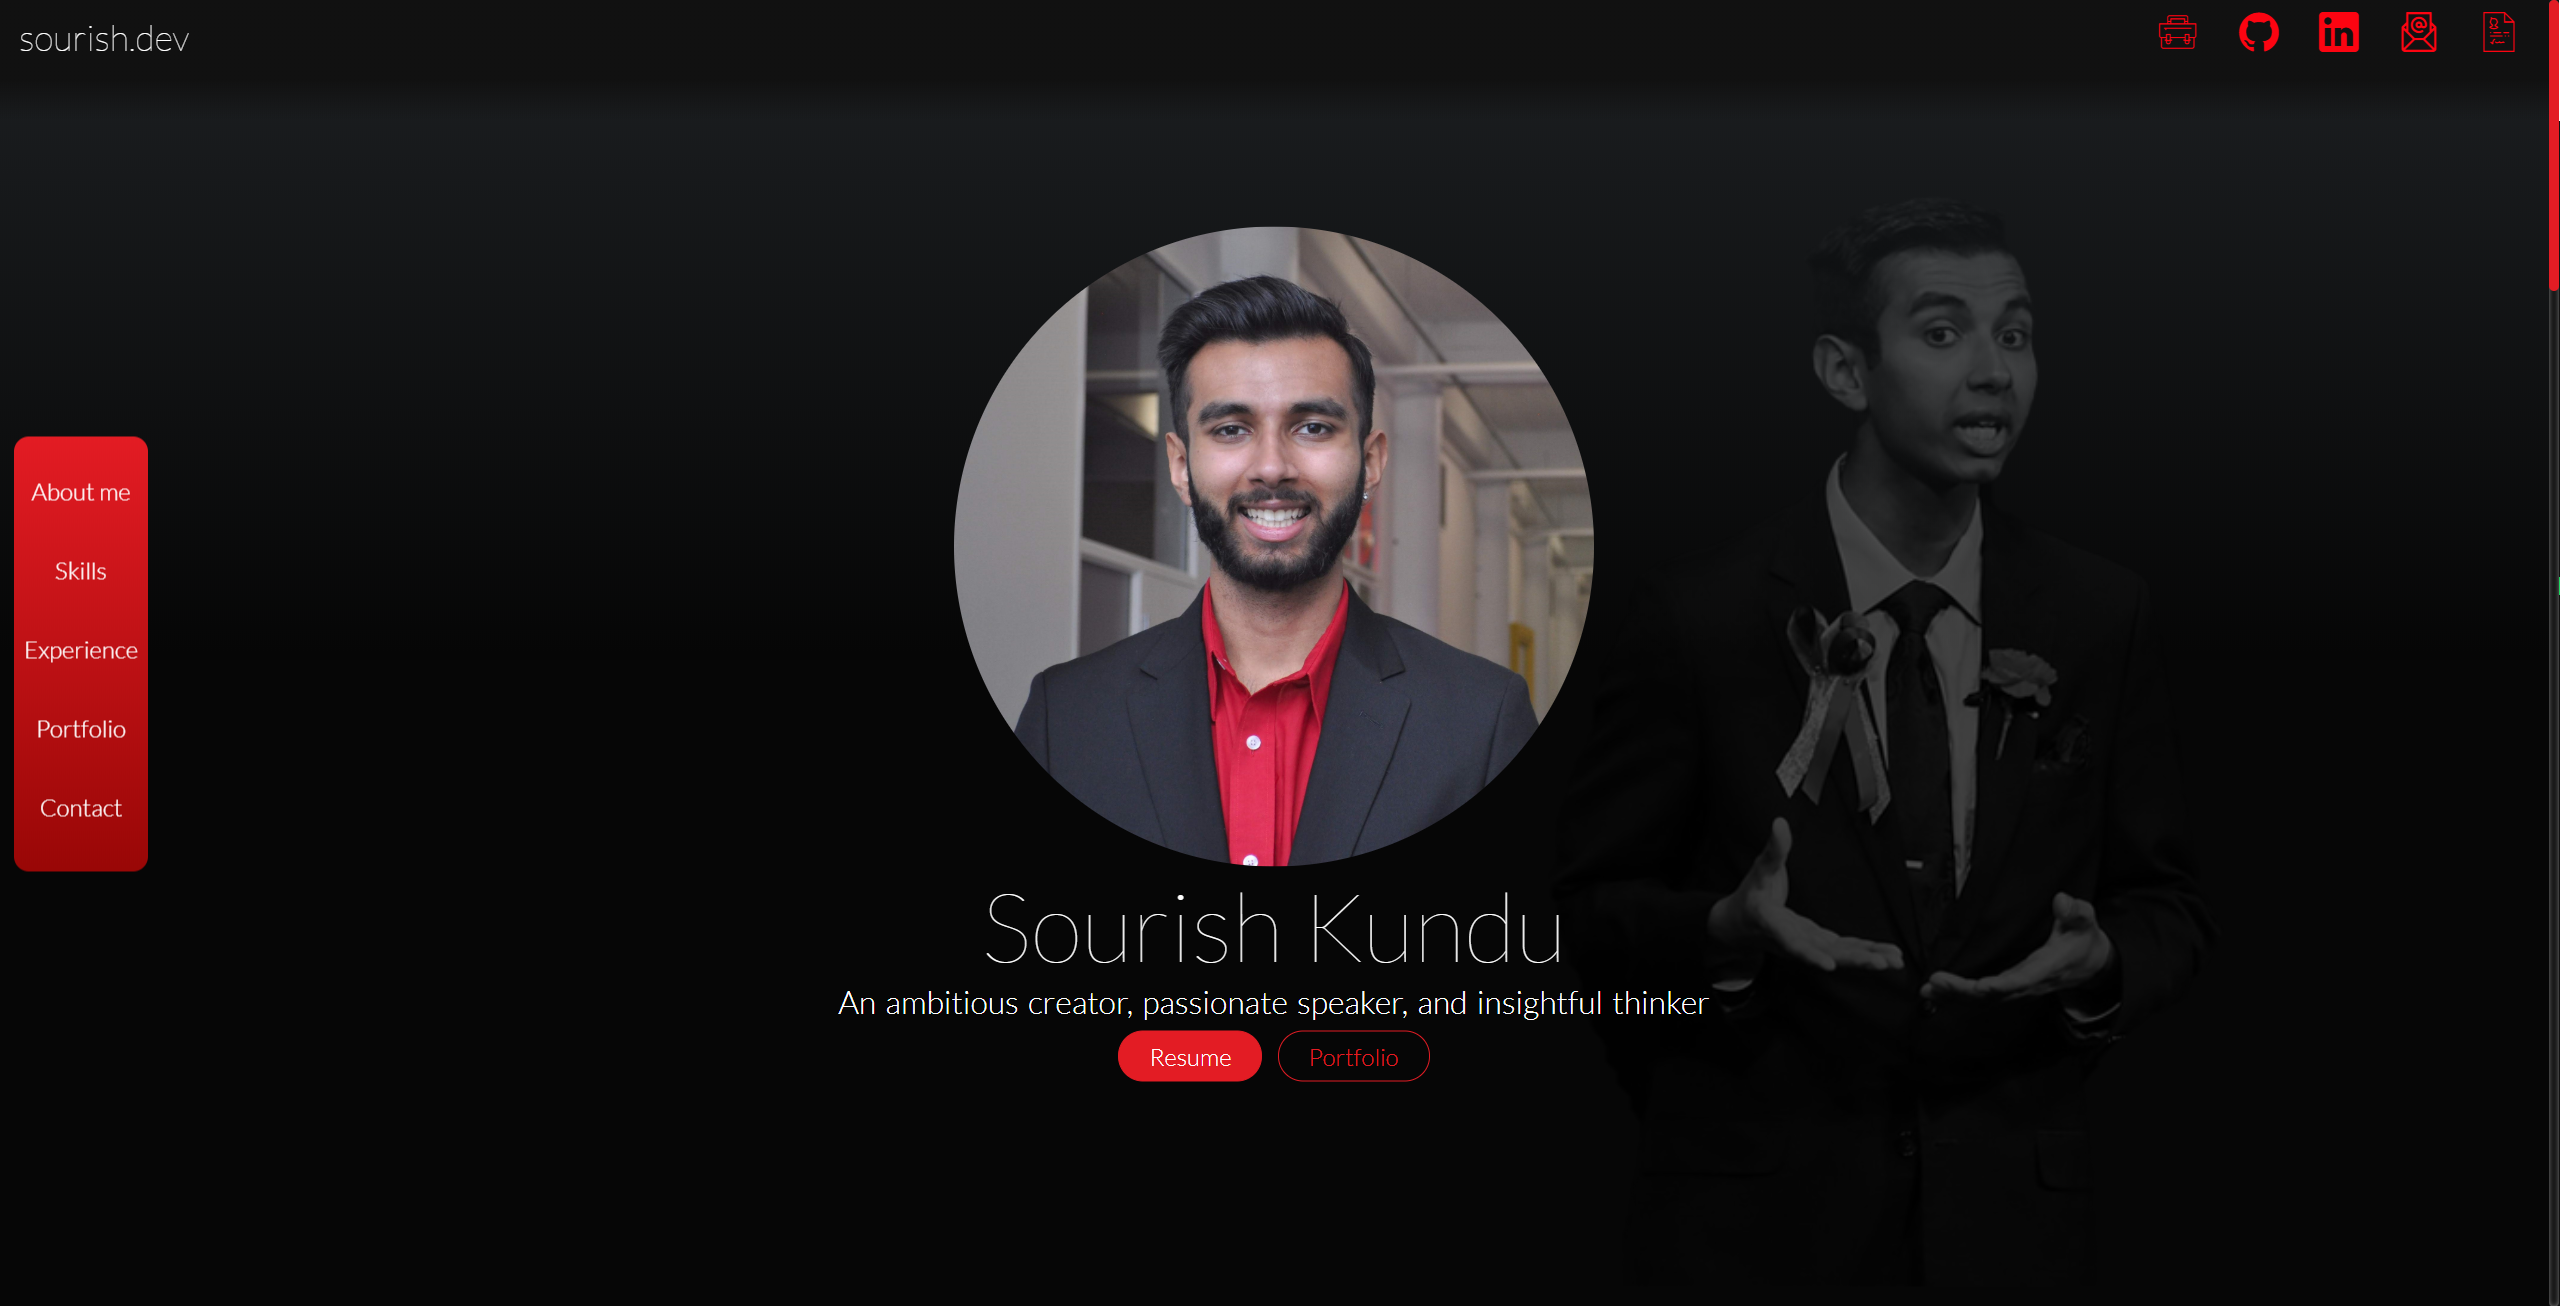 sourish.dev
About me
Skills
Experience
Portfolio
Contact
Sourish Kundu
An ambitious creator, passionate speaker, and insightful thinker
Resume
Portfolio